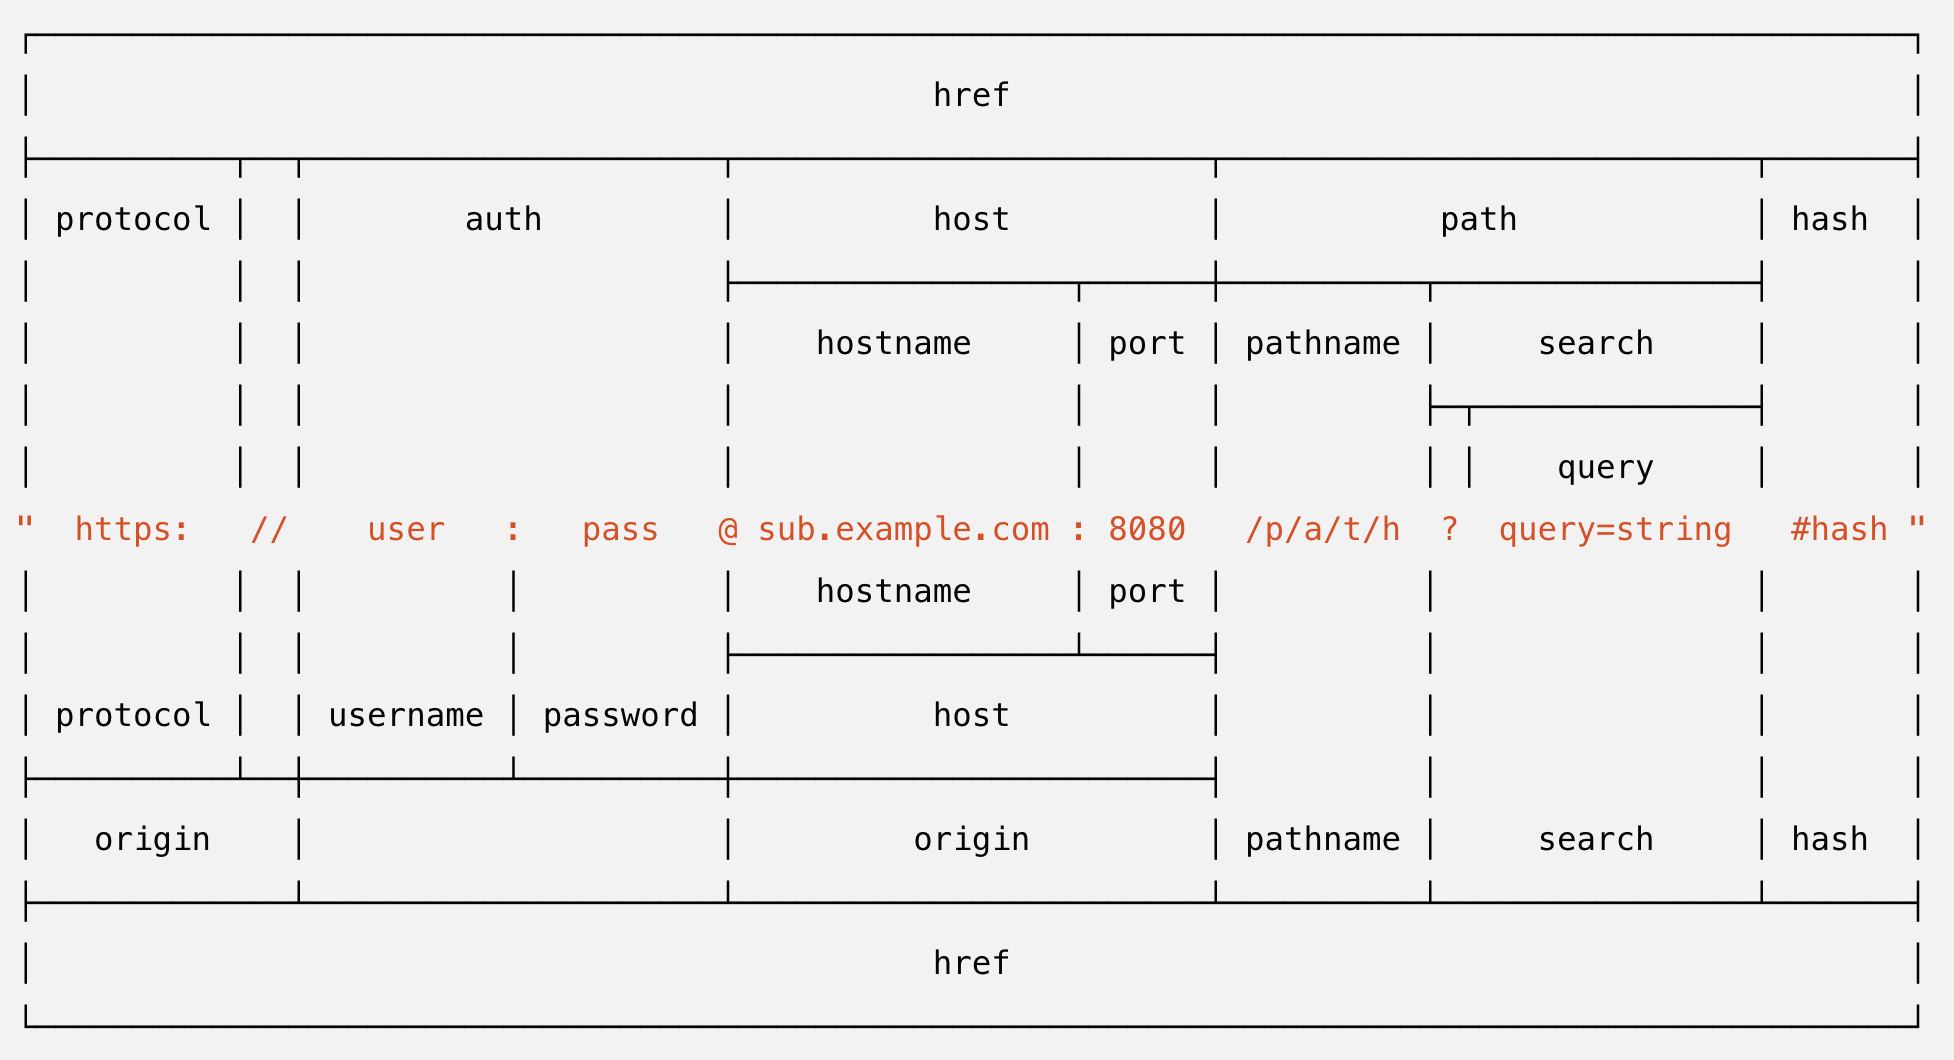 href
protocol auth host path hash
hostname port pathname search
query
" https: // user : pass @ sub.example.com : 8080 /p/a/t/h ? query=string #hash "
hostname port
protocol username password host
origin origin pathname search hash
href